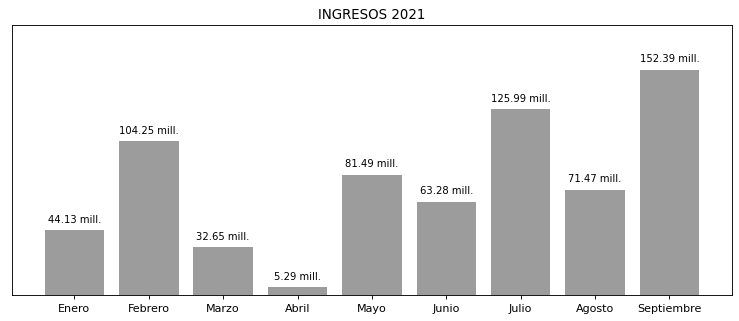 INGRESOS 2021
44.13 mill.
104.25 mill.
32.65 mill.
5.29 mill.
81.49 mill.
63.28 mill.
125.99 mill.
71.47 mill.
152.39 mill.
Enero Febrero Marzo Abril Mayo Junio Julio Agosto Septiembre